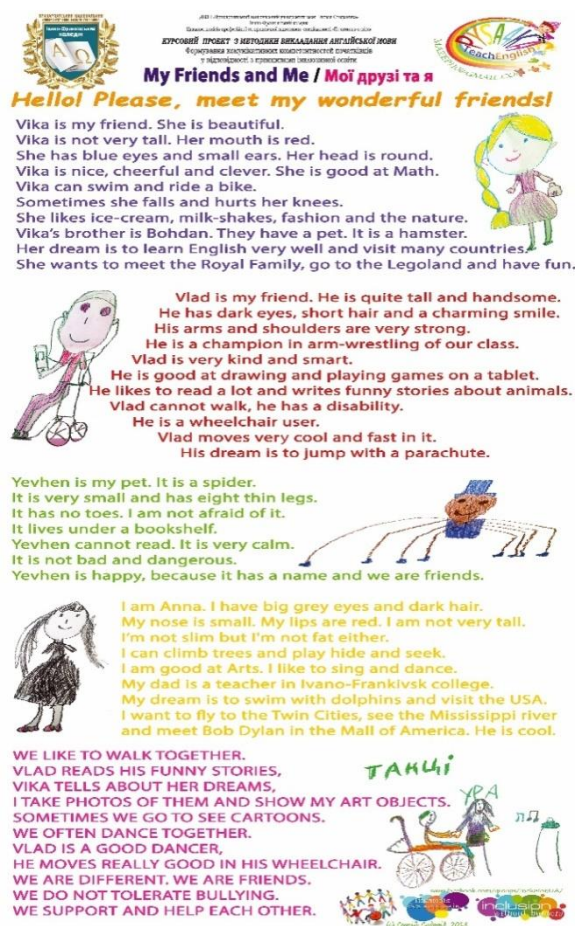 КУРСОВИЙ ПРОЕКТ З МЕТОДИКИ ВИКЛАДАННЯ АНГЛІЙСЬКОЇ МОВИ
My Friends and Me / Мої друзі та я
TeachEnglish
Hello! Please, meet my wonderful friends!
Vika is my friend. She is beautiful.
Vika is not very tall. Her mouth is red.
She has blue eyes and small ears. Her head is round.
Vika is nice, cheerful and clever. She is good at Math.
Vika can swim and ride a bike.
Sometimes she falls and hurts her knees.
She likes ice-cream, milk-shakes, fashion and the nature.
Vika's brother is Bohdan. They have a pet. It is a hamster.
Her dream is to learn English very well and visit many countries.
She wants to meet the Royal Family, go to the Legoland and have fun.
Vlad is my friend. He is quite tall and handsome.
He has dark eyes, short hair and a charming smile.
His arms and shoulders are very strong.
He is a champion in arm-wrestling of our class.
Vlad is very kind and smart.
He is good at drawing and playing games on a tablet.
He likes to read a lot and writes funny stories about animals.
Vlad cannot walk, he has a disability.
He is a wheelchair user.
Vlad moves very cool and fast in it.
His dream is to jump with a parachute.
Yevhen is my pet. It is a spider.
It is very small and has eight thin legs.
It has no toes. I am not afraid of it.
It lives under a bookshelf.
Yevhen cannot read. It is very calm.
It is not bad and dangerous.
Yevhen is happy, because it has a name and we are friends.
I am Anna. I have big grey eyes and dark hair.
My nose is small. My lips are red. I am not very tall.
I'm not slim but I'm not fat either.
I can climb trees and play hide and seek.
I am good at Arts. I like to sing and dance.
My dad is a teacher in Ivano-Frankivsk college.
My dream is to swim with dolphins and visit the USA.
I want to fly to the Twin Cities, see the Mississippi river
and meet Bob Dylan in the Mall of America. He is cool.
WE LIKE TO WALK TOGETHER.
VLAD READS HIS FUNNY STORIES,
VIKA TELLS ABOUT HER DREAMS,
I TAKE PHOTOS OF THEM AND SHOW MY ART OBJECTS.
SOMETIMES WE GO TO SEE CARTOONS.
WE OFTEN DANCE TOGETHER.
VLAD IS A GOOD DANCER,
HE MOVES REALLY GOOD IN HIS WHEELCHAIR.
WE ARE DIFFERENT. WE ARE FRIENDS.
WE DO NOT TOLERATE BULLYING.
WE SUPPORT AND HELP EACH OTHER.
ТАНЦІ
УРА
inclusion